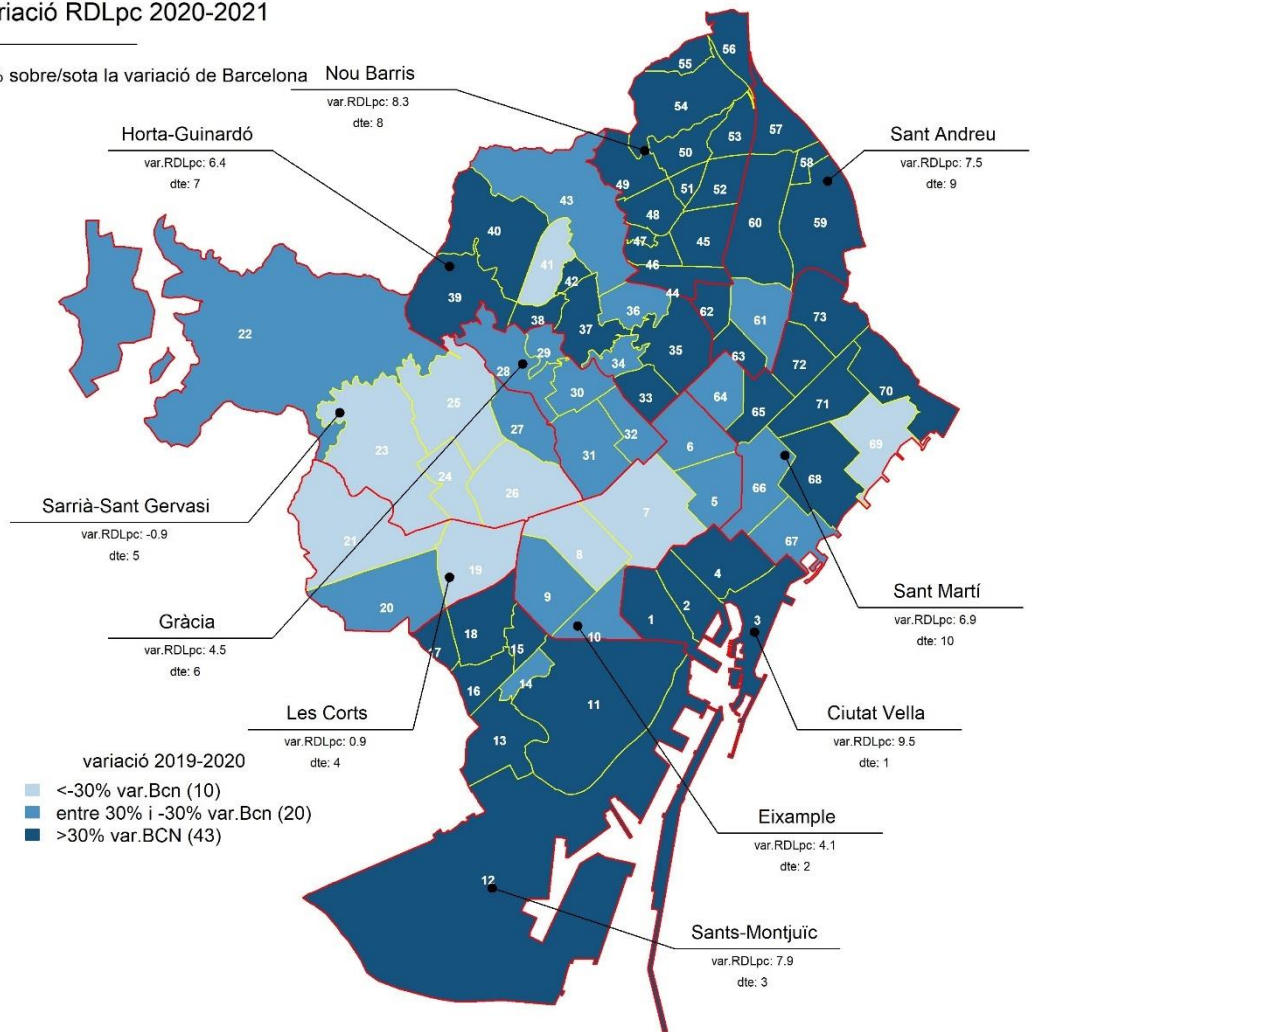 riació RDLpc 2020-2021
% sobre/sota la variació de Barcelona
Nou Barris
var.RDLpc: 8.3
dte: 8
Horta-Guinardó
var.RDLpc: 6.4
dte: 7
Sant Andreu
var.RDLpc: 7.5
dte: 9
56
55
54
57
53
50
58
49
51
52
43
48
59
60
40
47
45
46
41
42
39
44
36
62
38
61
73
22
37
63
35
29
34
72
28
30
33
64
70
25
65
71
27
32
6
69
23
31
24
66
68
26
5
7
21
67
8
19
4
9
20
1
2
3
10
18
15
17
14
16
11
13
12
Sarrià-Sant Gervasi
var.RDLpc: -0.9
dte: 5
Gràcia
var.RDLpc: 4.5
dte: 6
Sant Martí
var.RDLpc: 6.9
dte: 10
Les Corts
var.RDLpc: 0.9
dte: 4
Ciutat Vella
var.RDLpc: 9.5
dte: 1
variació 2019-2020
<-30% var.Bcn (10)
entre 30% i -30% var.Bcn (20)
>30% var.BCN (43)
Eixample
var.RDLpc: 4.1
dte: 2
Sants-Montjuïc
var.RDLpc: 7.9
dte: 3